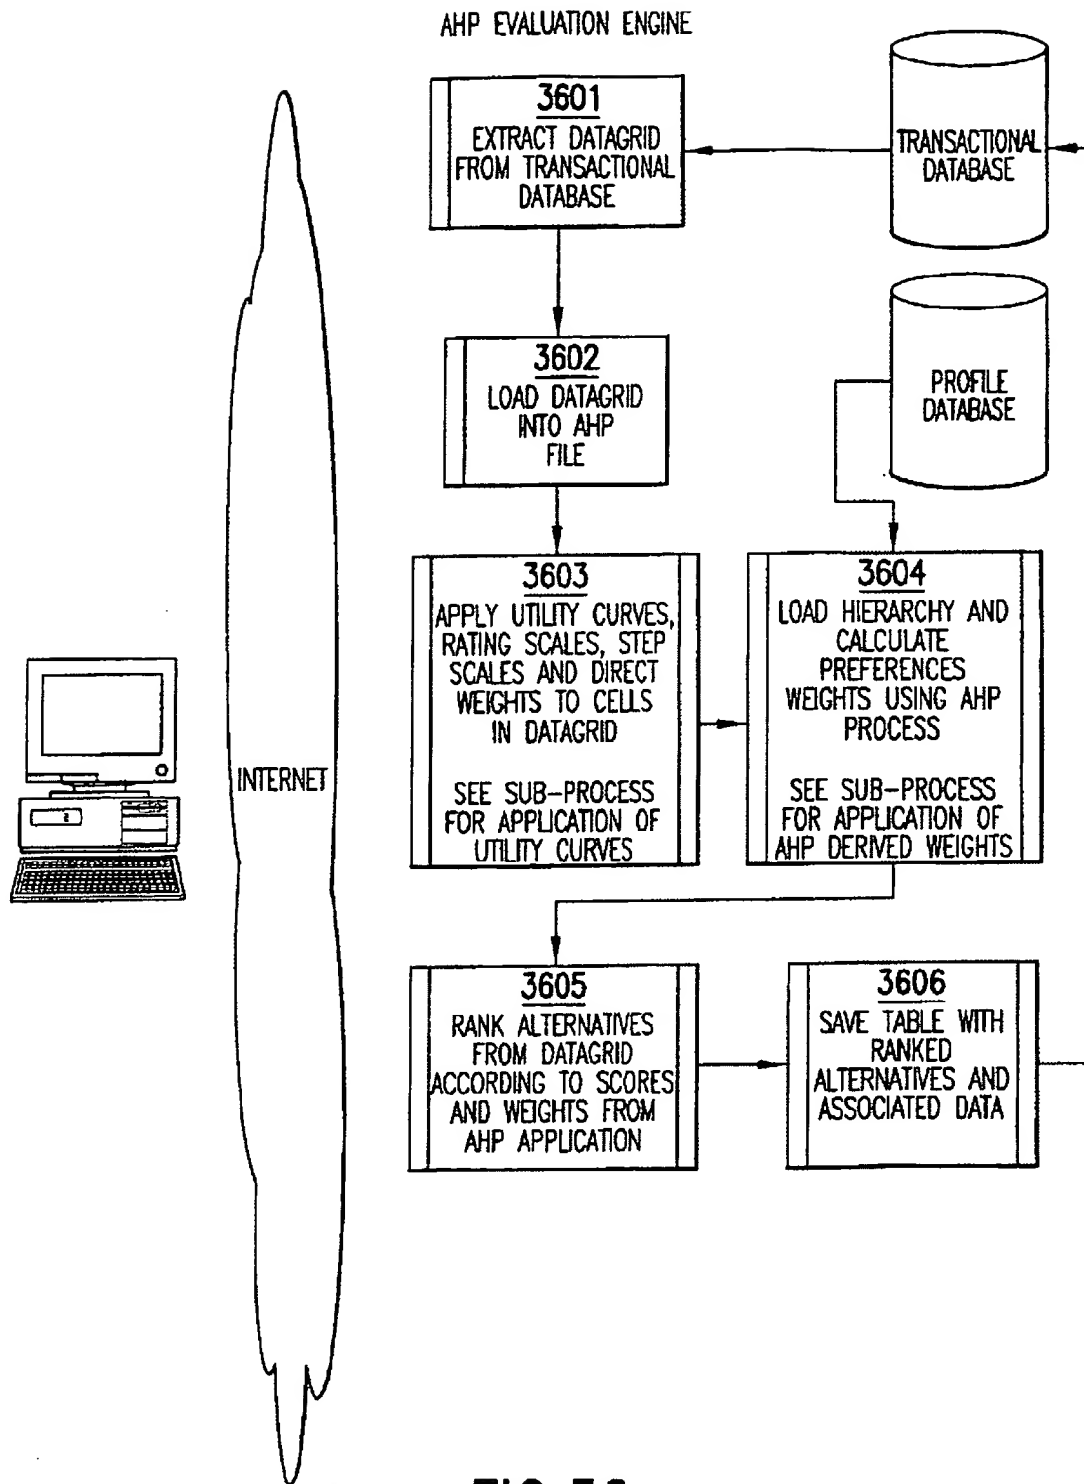 AHP EVALUATION ENGINE
3601
EXTRACT DATAGRID
FROM TRANSACTIONAL
DATABASE
TRANSACTIONAL
DATABASE
3602
LOAD DATAGRID
INTO AHP
FILE
PROFILE
DATABASE
3603
APPLY UTILITY CURVES,
RATING SCALES, STEP
SCALES AND DIRECT
WEIGHTS TO CELLS
IN DATAGRID
SEE SUB-PROCESS
FOR APPLICATION OF
UTILITY CURVES
3604
LOAD HIERARCHY AND
CALCULATE
PREFERENCES
WEIGHTS USING AHP
PROCESS
SEE SUB-PROCESS
FOR APPLICATION OF
AHP DERIVED WEIGHTS
INTERNET
3605
RANK ALTERNATIVES
FROM DATAGRID
ACCORDING TO SCORES
AND WEIGHTS FROM
AHP APPLICATION
3606
SAVE TABLE WITH
RANKED
ALTERNATIVES AND
ASSOCIATED DATA